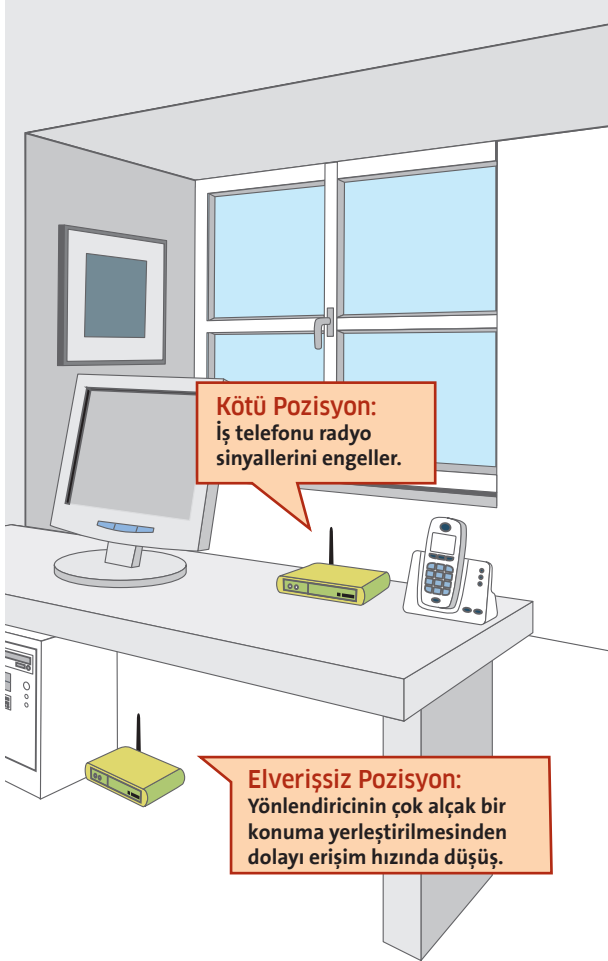 Kötü Pozisyon:
İş telefonu radyo
sinyallerini engeller.
Elverişsiz Pozisyon:
Yönlendiricinin çok alçak bir
konuma yerleştirilmesinden
dolayı erişim hızında düşüş.